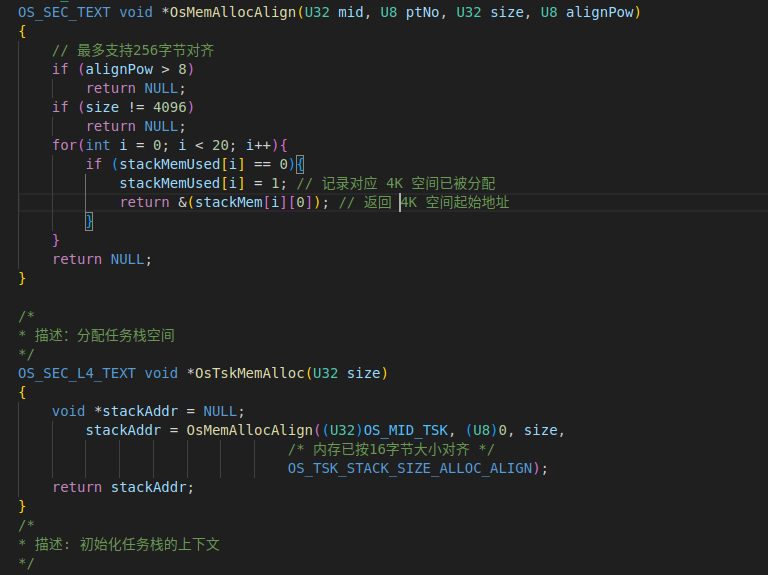 OS_SEC_TEXT void *OsMemAllocAlign(U32 mid, U8 ptNo, U32 size, U8 alignPow)
{
    // 最多支持256字节对齐
    if (alignPow > 8)
        return NULL;
    if (size != 4096)
        return NULL;
    for(int i = 0; i < 20; i++){
        if (stackMemUsed[i] == 0){
            stackMemUsed[i] = 1; // 记录对应 4K 空间已被分配
            return &(stackMem[i][0]); // 返回 4K 空间起始地址
        }
    }
    return NULL;
}

/*
* 描述：分配任务栈空间
*/
OS_SEC_L4_TEXT void *OsTskMemAlloc(U32 size)
{
    void *stackAddr = NULL;
        stackAddr = OsMemAllocAlign((U32)OS_MID_TSK, (U8)0, size,
                                /* 内存已按16字节大小对齐 */
                                OS_TSK_STACK_SIZE_ALLOC_ALIGN);
    return stackAddr;
}
/*
* 描述: 初始化任务栈的上下文
*/